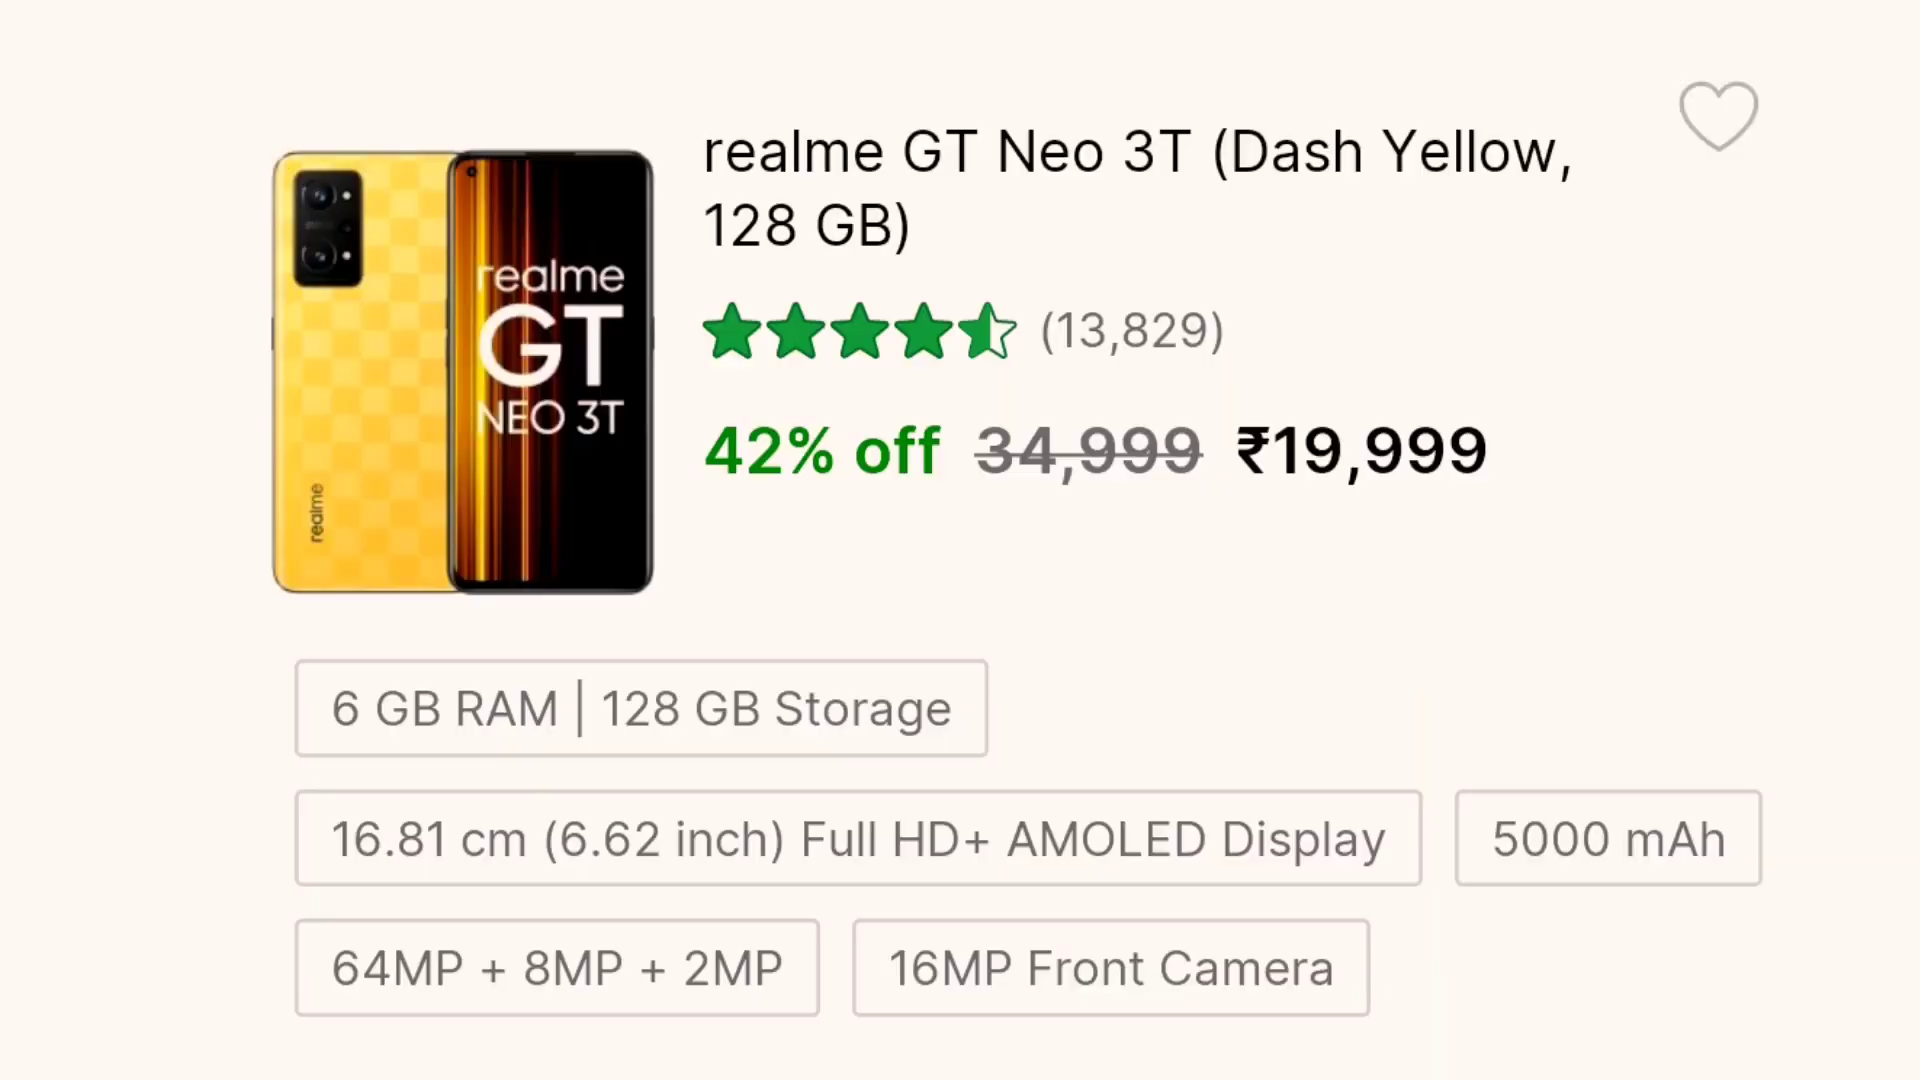 realme GT Neo 3T (Dash Yellow,
128 GB)
(13,829)
42% off 34,999 ₹19,999
realme
GT
NEO 3T
realme
6 GB RAM | 128 GB Storage
16.81 cm (6.62 inch) Full HD+ AMOLED Display
5000 mAh
64MP + 8MP + 2MP
16MP Front Camera